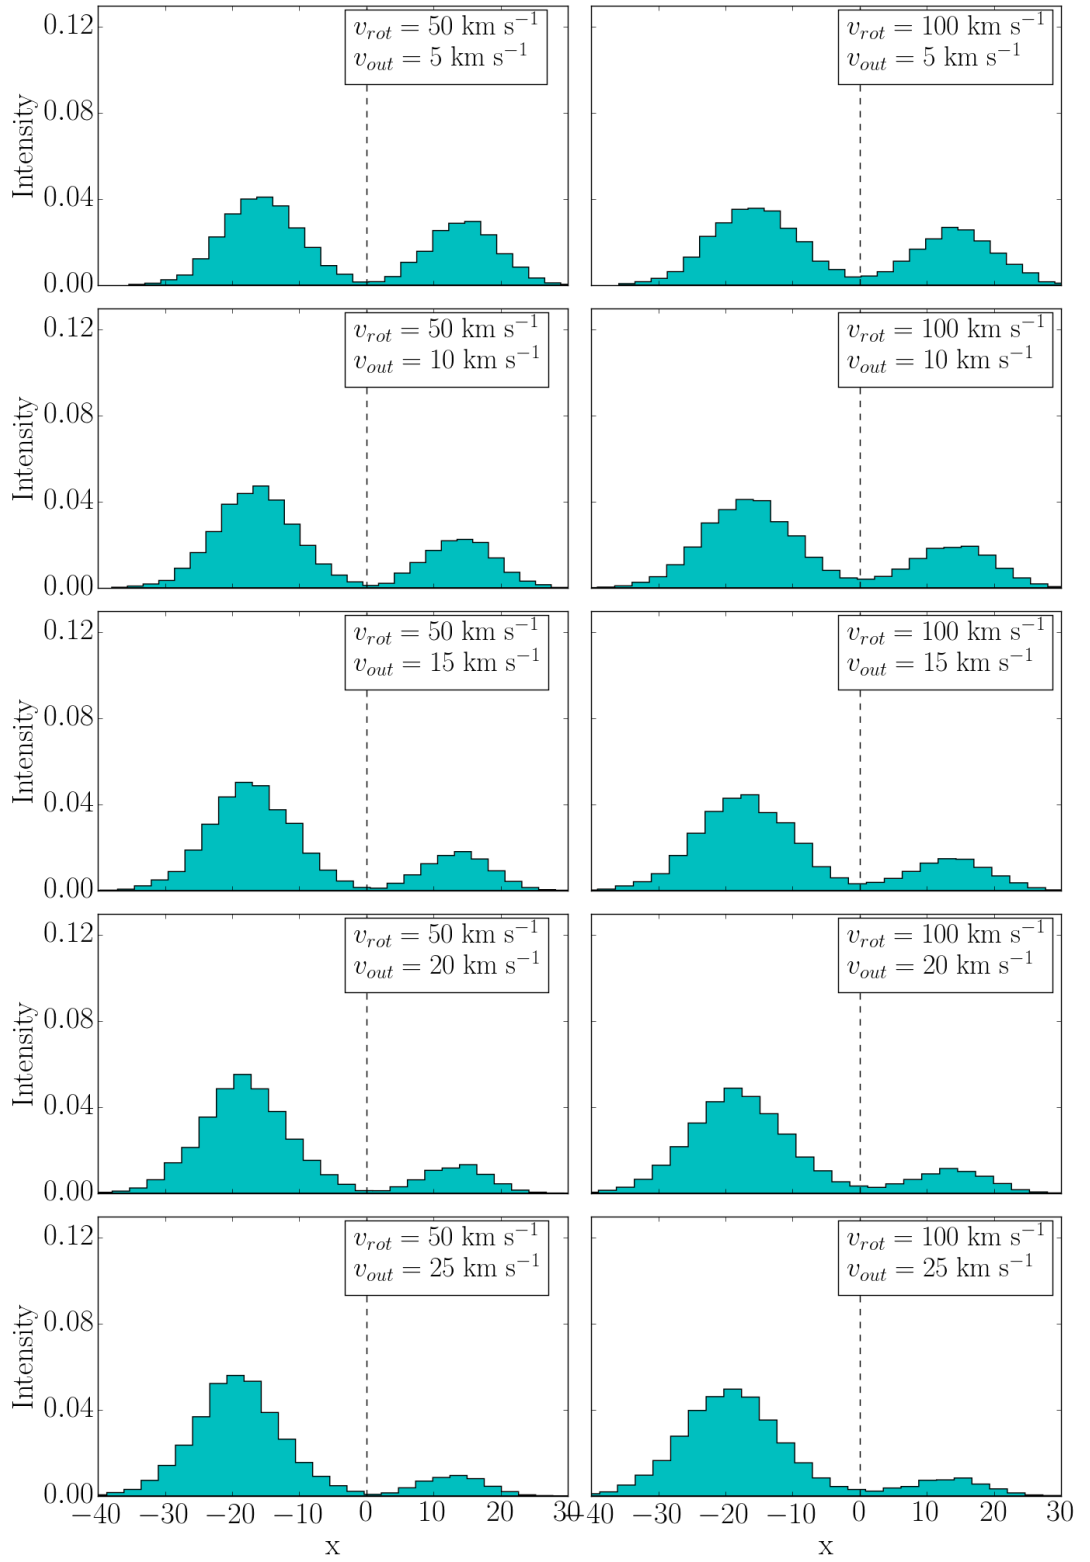 0.12
0.08
0.04
0.00
Intensity
v_rot = 50 km s⁻¹
v_out = 5 km s⁻¹
v_rot = 100 km s⁻¹
v_out = 5 km s⁻¹
0.12
0.08
0.04
0.00
Intensity
v_rot = 50 km s⁻¹
v_out = 10 km s⁻¹
v_rot = 100 km s⁻¹
v_out = 10 km s⁻¹
0.12
0.08
0.04
0.00
Intensity
v_rot = 50 km s⁻¹
v_out = 15 km s⁻¹
v_rot = 100 km s⁻¹
v_out = 15 km s⁻¹
0.12
0.08
0.04
0.00
Intensity
v_rot = 50 km s⁻¹
v_out = 20 km s⁻¹
v_rot = 100 km s⁻¹
v_out = 20 km s⁻¹
0.12
0.08
0.04
0.00
Intensity
v_rot = 50 km s⁻¹
v_out = 25 km s⁻¹
v_rot = 100 km s⁻¹
v_out = 25 km s⁻¹
−40 −30 −20 −10 0 10 20 30
−40 −30 −20 −10 0 10 20 30
x
x